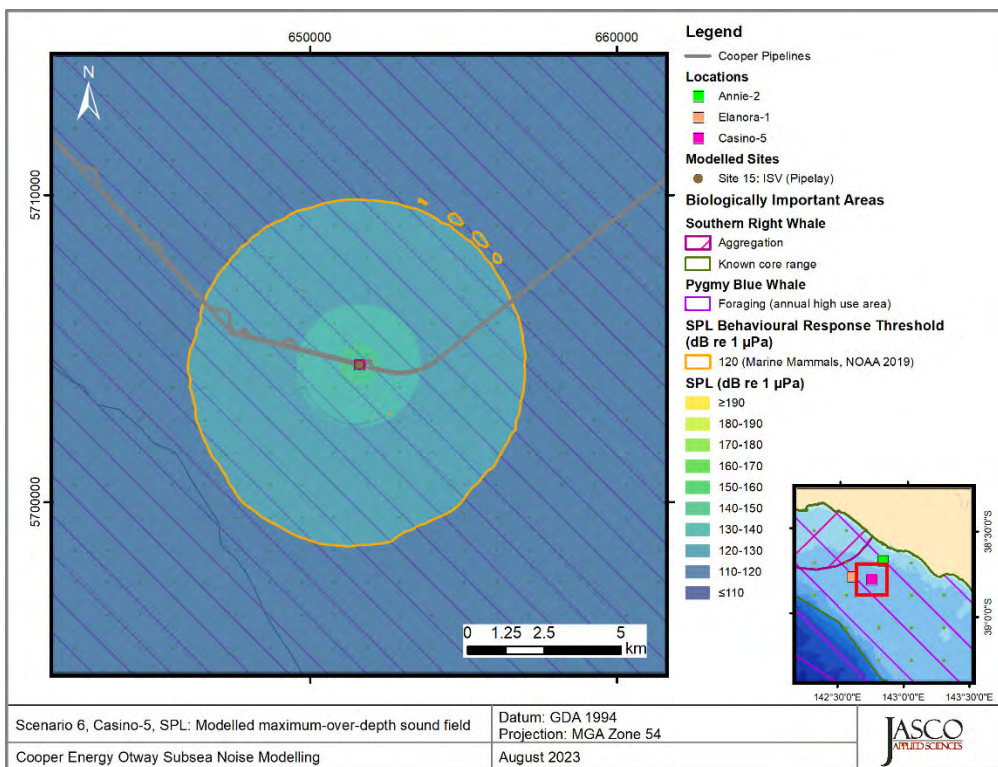 650000
660000
5710000
5700000
N
0 1.25 2.5 5
km
Legend
Cooper Pipelines
Locations
Annie-2
Elanora-1
Casino-5
Modelled Sites
Site 15: ISV (Pipelay)
Biologically Important Areas
Southern Right Whale
Aggregation
Known core range
Pygmy Blue Whale
Foraging (annual high use area)
SPL Behavioural Response Threshold
(dB re 1 µPa)
120 (Marine Mammals, NOAA 2019)
SPL (dB re 1 µPa)
≥190
180-190
170-180
160-170
150-160
140-150
130-140
120-130
110-120
≤110
38°30'0"S
39°0'0"S
142°30'0"E 143°0'0"E 143°30'0"E
Scenario 6, Casino-5, SPL: Modelled maximum-over-depth sound field
Datum: GDA 1994
Projection: MGA Zone 54
Cooper Energy Otway Subsea Noise Modelling
August 2023
JASCO
APPLIED SCIENCES